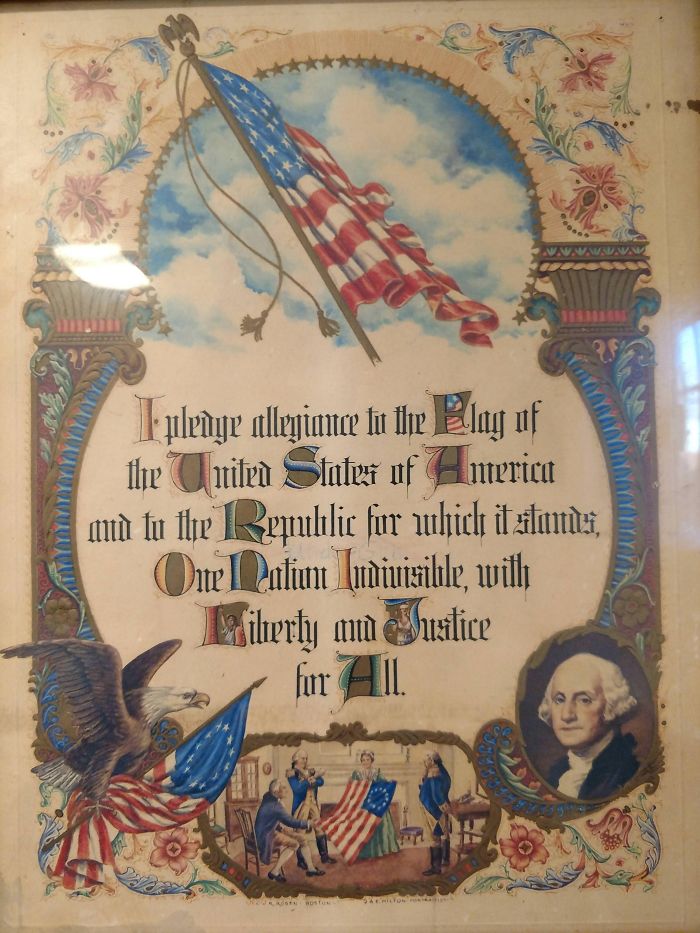 I pledge allegiance to the Flag of
the United States of America
and to the Republic for which it stands,
One Nation Indivisible, with
Liberty and Justice
for All.
BOSTON